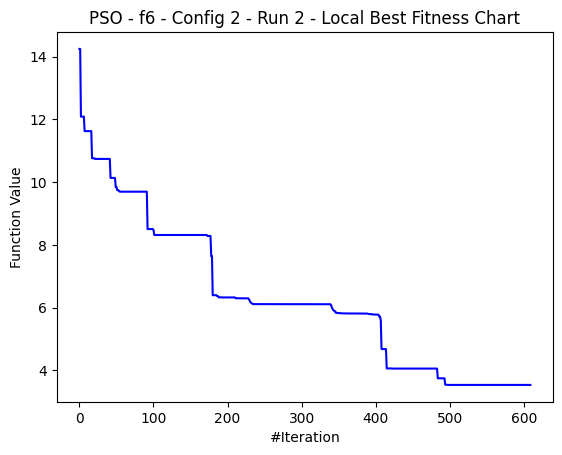 PSO - f6 - Config 2 - Run 2 - Local Best Fitness Chart
Function Value
14
12
10
8
6
4
0 100 200 300 400 500 600
#Iteration